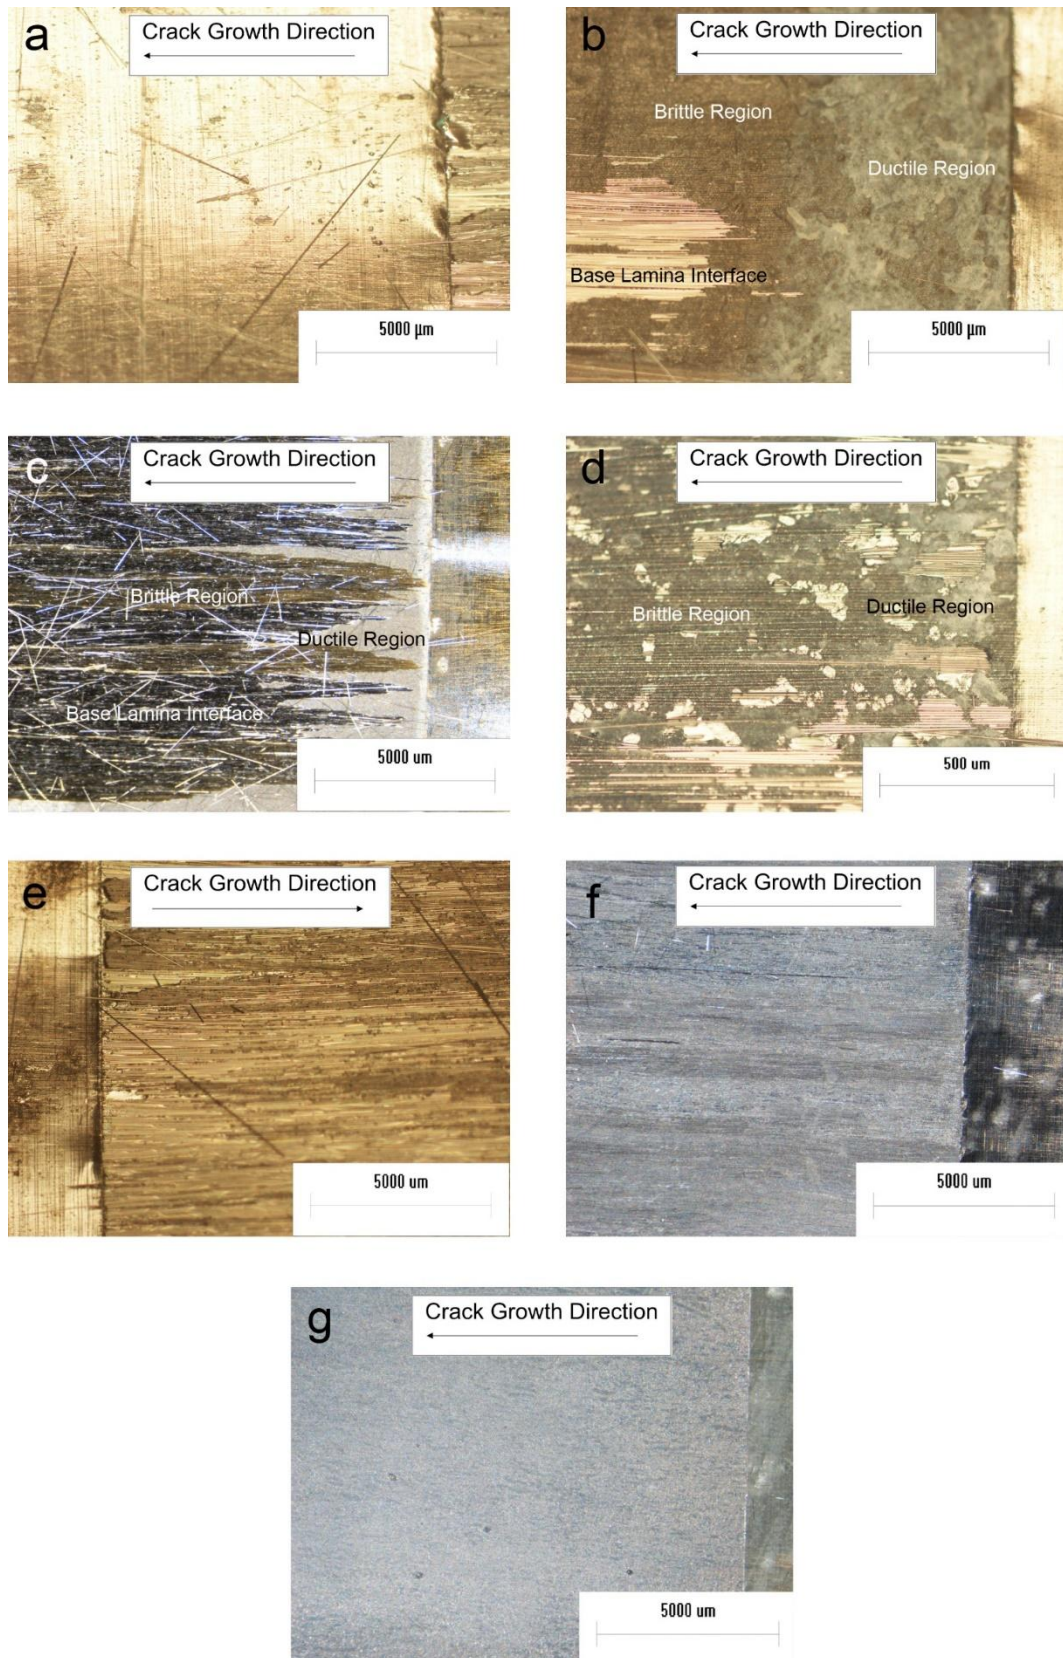 a
Crack Growth Direction
5000 µm
b
Crack Growth Direction
Brittle Region
Ductile Region
Base Lamina Interface
5000 µm
c
Crack Growth Direction
Brittle Region
Ductile Region
Base Lamina Interface
5000 um
d
Crack Growth Direction
Brittle Region
Ductile Region
500 um
e
Crack Growth Direction
5000 um
f
Crack Growth Direction
5000 um
g
Crack Growth Direction
5000 um